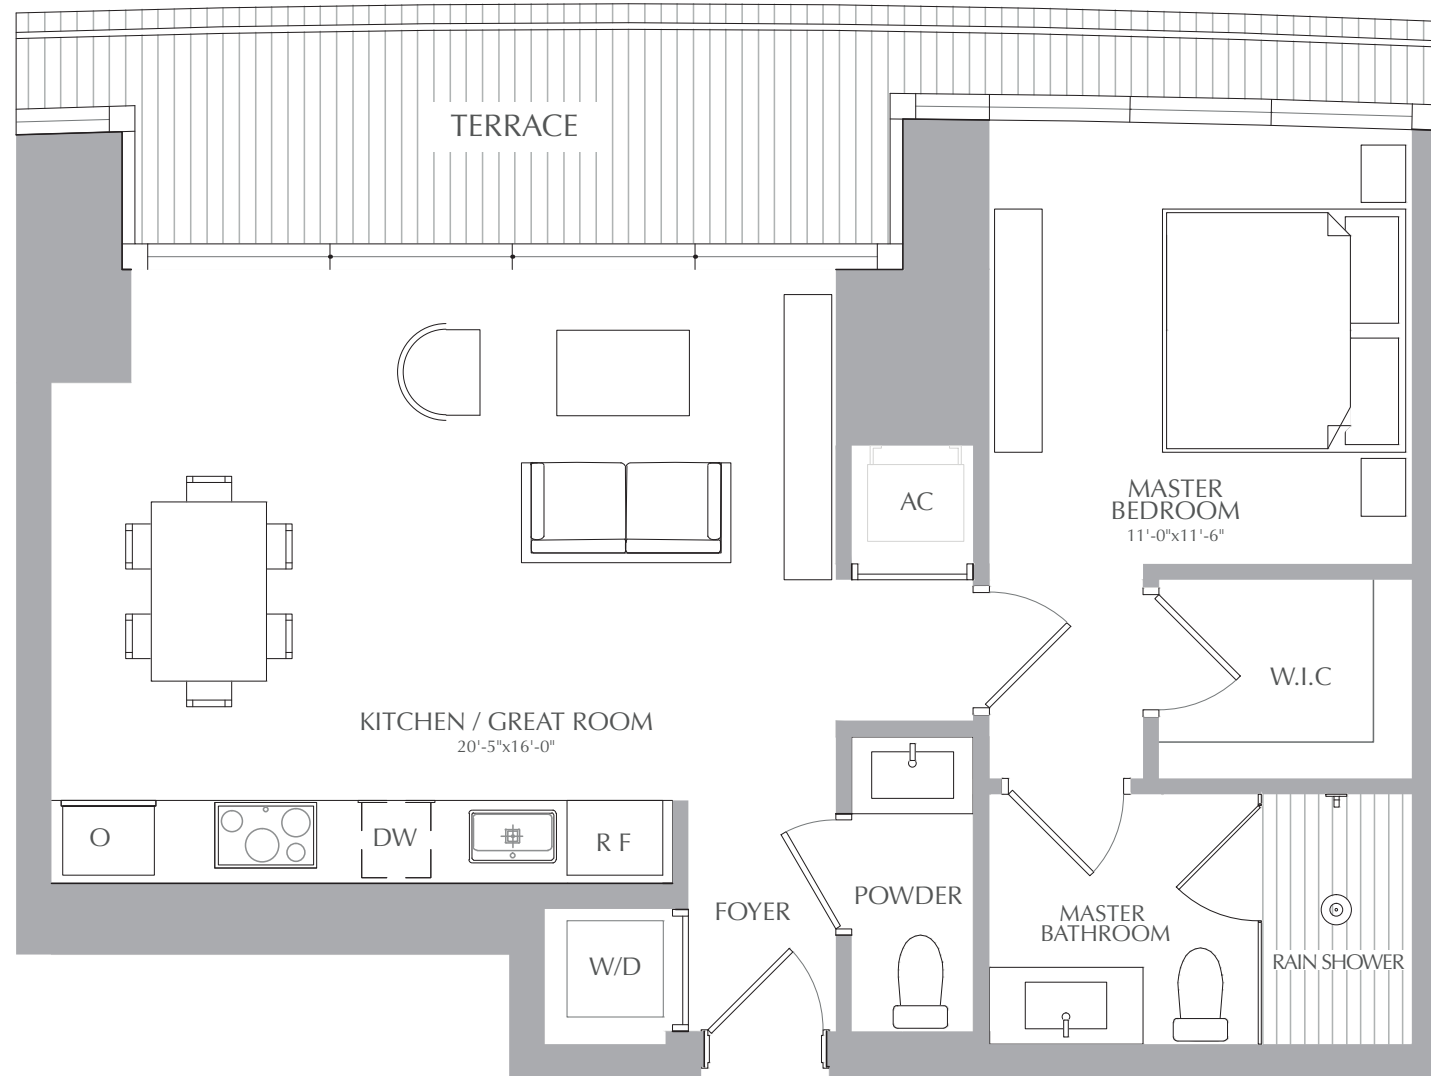 TERRACE
AC
MASTER
BEDROOM
11'-0"x11'-6"
W.I.C
KITCHEN / GREAT ROOM
20'-5"x16'-0"
O
DW
R F
FOYER
POWDER
MASTER
BATHROOM
RAIN SHOWER
W/D